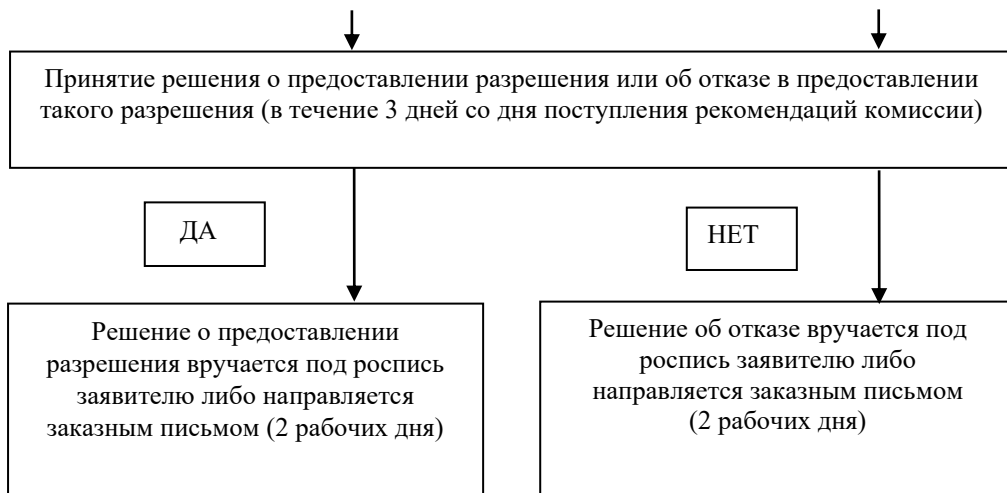 Принятие решения о предоставлении разрешения или об отказе в предоставлении
такого разрешения (в течение 3 дней со дня поступления рекомендаций комиссии)
ДА
НЕТ
Решение о предоставлении
разрешения вручается под роспись
заявителю либо направляется
заказным письмом (2 рабочих дня)
Решение об отказе вручается под
роспись заявителю либо
направляется заказным письмом
(2 рабочих дня)